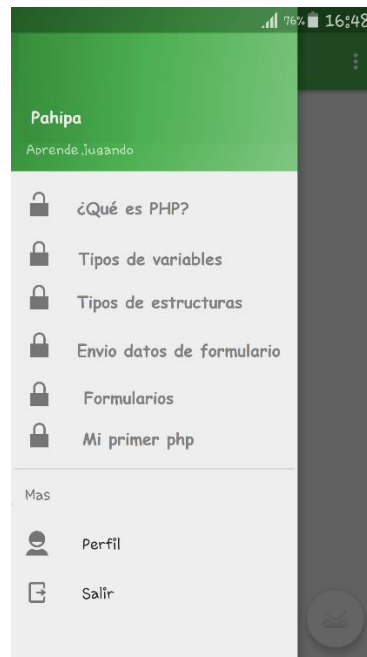 76% 16:48
Pahipa
Aprende jugando
¿Qué es PHP?
Tipos de variables
Tipos de estructuras
Envio datos de formulario
Formularios
Mi primer php
Mas
Perfil
Salir